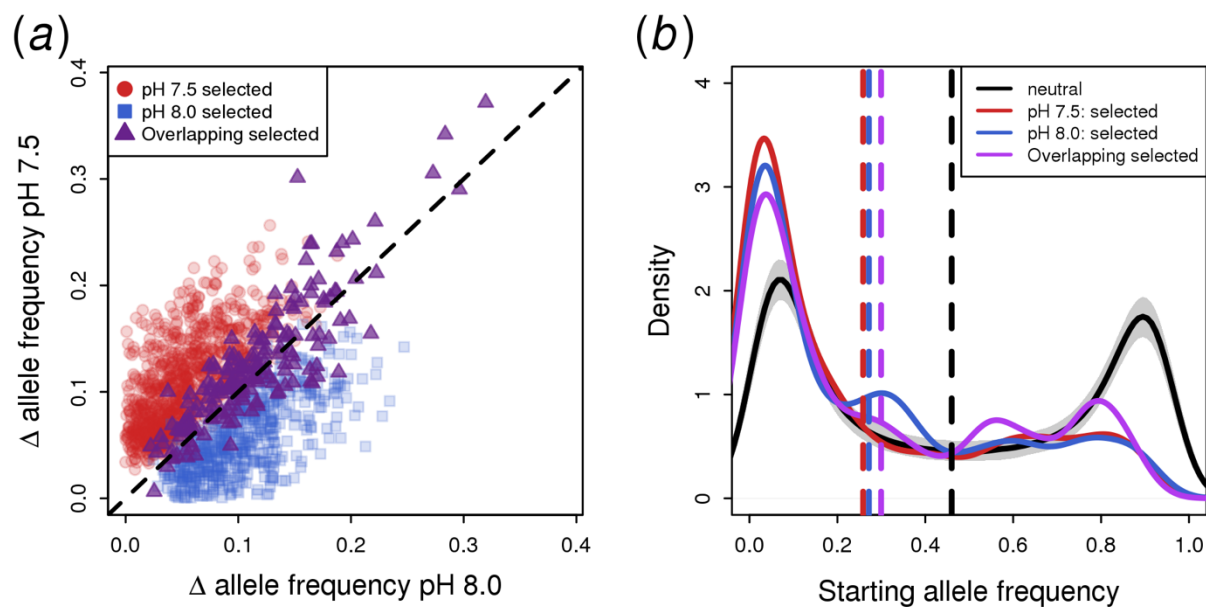 (a)
pH 7.5 selected
pH 8.0 selected
Overlapping selected
Δ allele frequency pH 7.5
0.0
0.1
0.2
0.3
0.4
0.0 0.1 0.2 0.3 0.4
Δ allele frequency pH 8.0
(b)
neutral
pH 7.5: selected
pH 8.0: selected
Overlapping selected
Density
0
1
2
3
4
0.0 0.2 0.4 0.6 0.8 1.0
Starting allele frequency